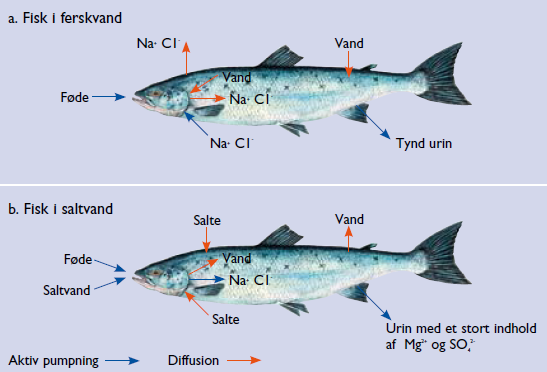 a. Fisk i ferskvand
Na· Cl⁻
Vand
Vand
Føde
Na· Cl
Na· Cl⁻
Tynd urin
b. Fisk i saltvand
Salte
Vand
Føde
Vand
Na· Cl
Saltvand
Salte
Urin med et stort indhold
af Mg²⁺ og SO₄²⁻
Aktiv pumpning
Diffusion